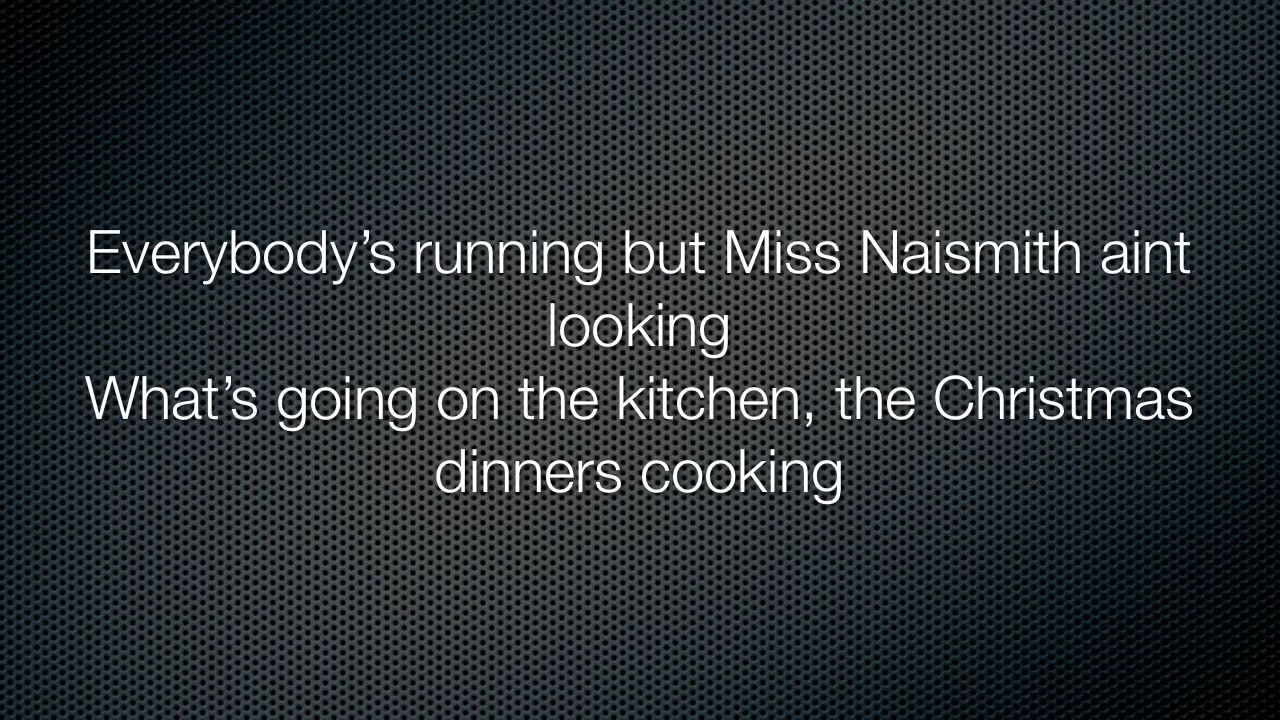 Everybody’s running but Miss Naismith aint
looking
What’s going on the kitchen, the Christmas
dinners cooking